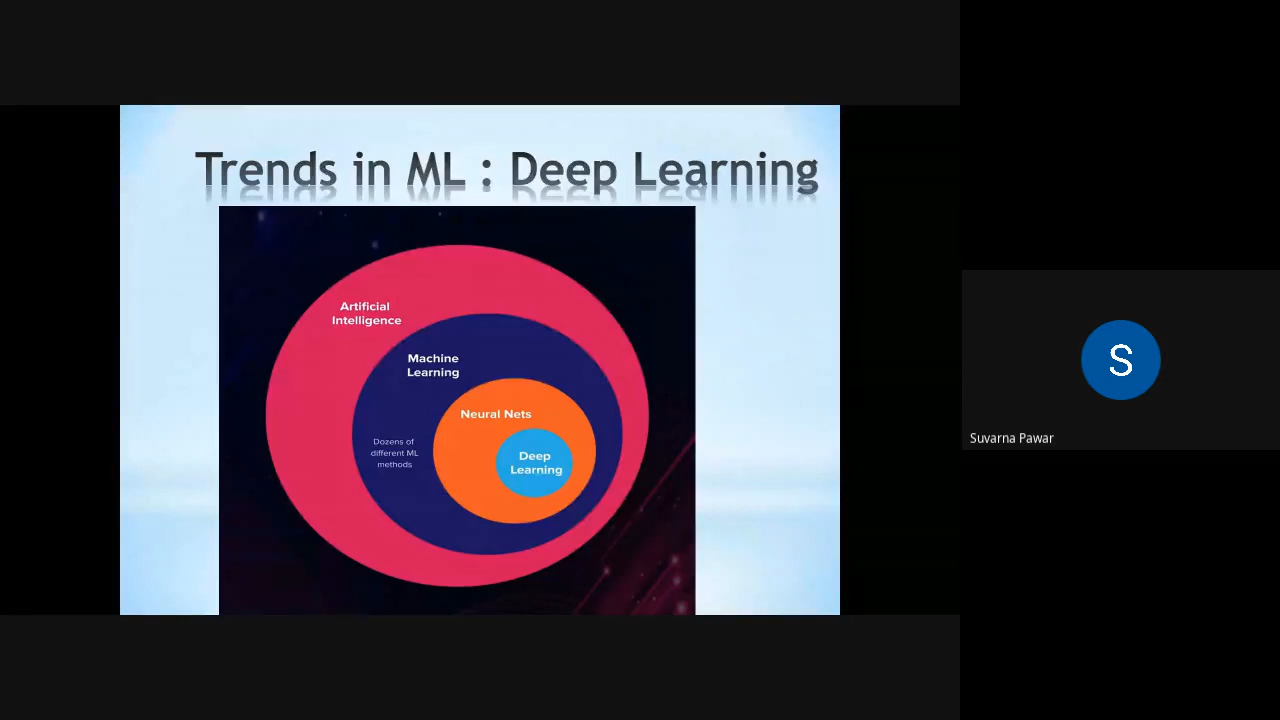 Trends in ML : Deep Learning
Artificial
Intelligence
Machine
Learning
Neural Nets
Dozens of
different ML
methods
Deep
Learning
S
Suvarna Pawar